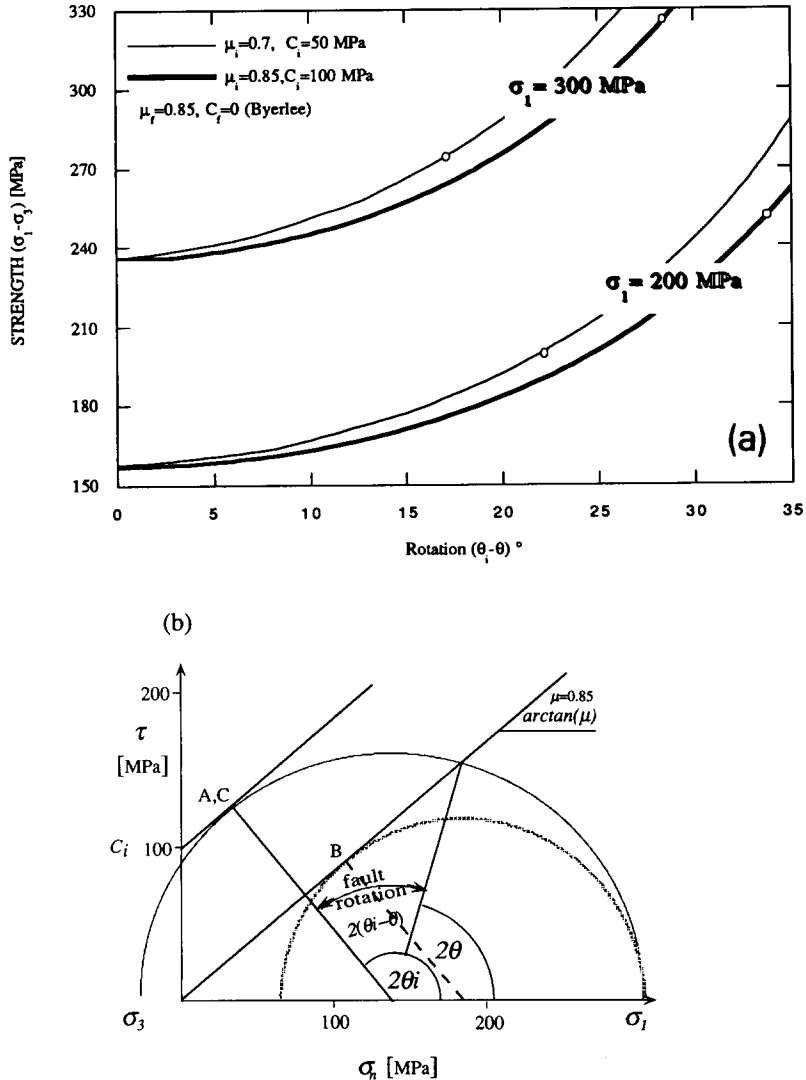 330
300
270
240
210
180
150
STRENGTH (σ₁-σ₃) [MPa]
μᵢ=0.7, Cᵢ=50 MPa
μᵢ=0.85,Cᵢ=100 MPa
μf=0.85, Cf=0 (Byerlee)
σ₁= 300 MPa
σ₁= 200 MPa
(a)
0 5 10 15 20 25 30 35
Rotation (θᵢ-θ) °
(b)
200
τ
[MPa]
Cᵢ 100
A,C
B
μ=0.85
arctan(μ)
fault
rotation
2(θi–θ)
2θ
2θi
σ₃ 100 200 σ₁
σₙ [MPa]